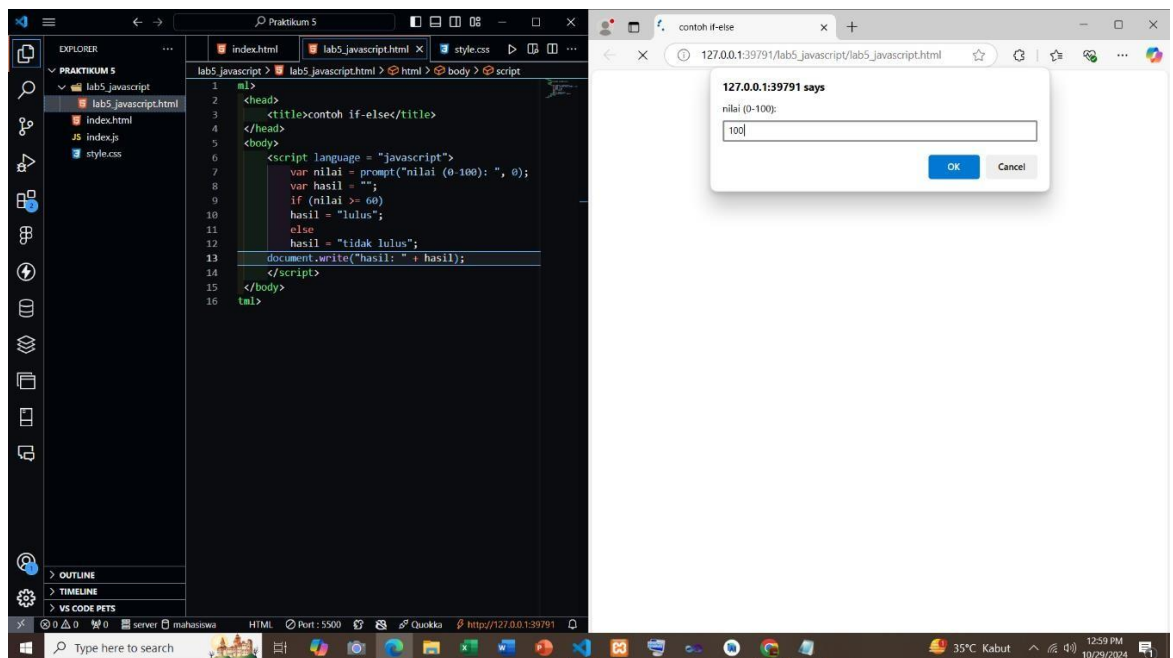 Praktikum 5
EXPLORER
PRAKTIKUM 5
lab5_javascript
lab5_javascript.html
index.html
JS index.js
style.css
OUTLINE
TIMELINE
VS CODE PETS
index.html
lab5_javascript.html
style.css
lab5_javascript > lab5_javascript.html > html > body > script
1 ml>
2 <head>
3 <title>contoh if-else</title>
4 </head>
5 <body>
6 <script language = "javascript">
7 var nilai = prompt("nilai (0-100): ", 0);
8 var hasil = "";
9 if (nilai >= 60)
10 hasil = "lulus";
11 else
12 hasil = "tidak lulus";
13 document.write("hasil: " + hasil);
14 </script>
15 </body>
16 tml>
0 0 0 server mahasiswa HTML Port : 5500 Quokka http://127.0.0.1:39791
contoh if-else
127.0.0.1:39791/lab5_javascript/lab5_javascript.html
127.0.0.1:39791 says
nilai (0-100):
100
OK Cancel
Type here to search
35°C Kabut
12:59 PM
10/29/2024